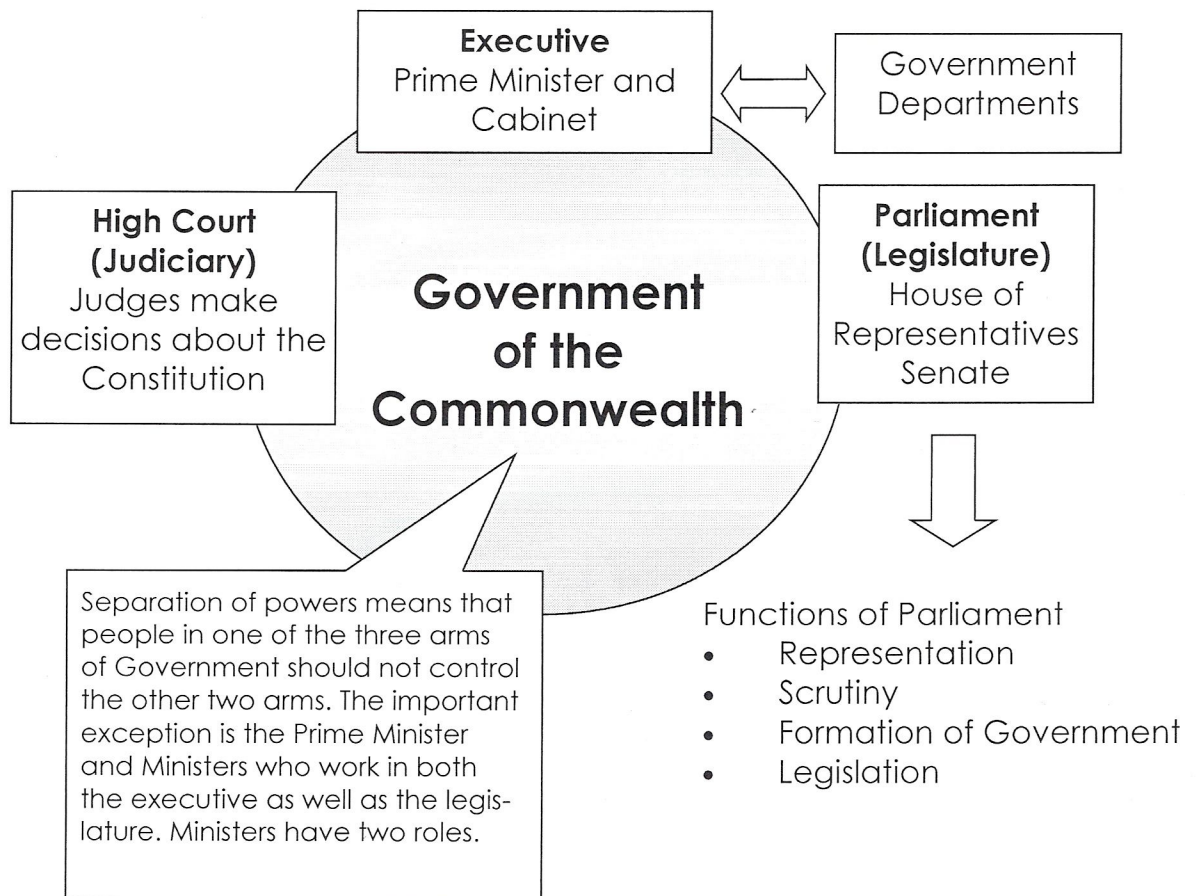 Executive
Prime Minister and
Cabinet
Government
Departments
High Court
(Judiciary)
Judges make
decisions about the
Constitution
Government
of the
Commonwealth
Parliament
(Legislature)
House of
Representatives
Senate
Separation of powers means that
people in one of the three arms
of Government should not control
the other two arms. The important
exception is the Prime Minister
and Ministers who work in both
the executive as well as the legis-
lature. Ministers have two roles.
Functions of Parliament
• Representation
• Scrutiny
• Formation of Government
• Legislation